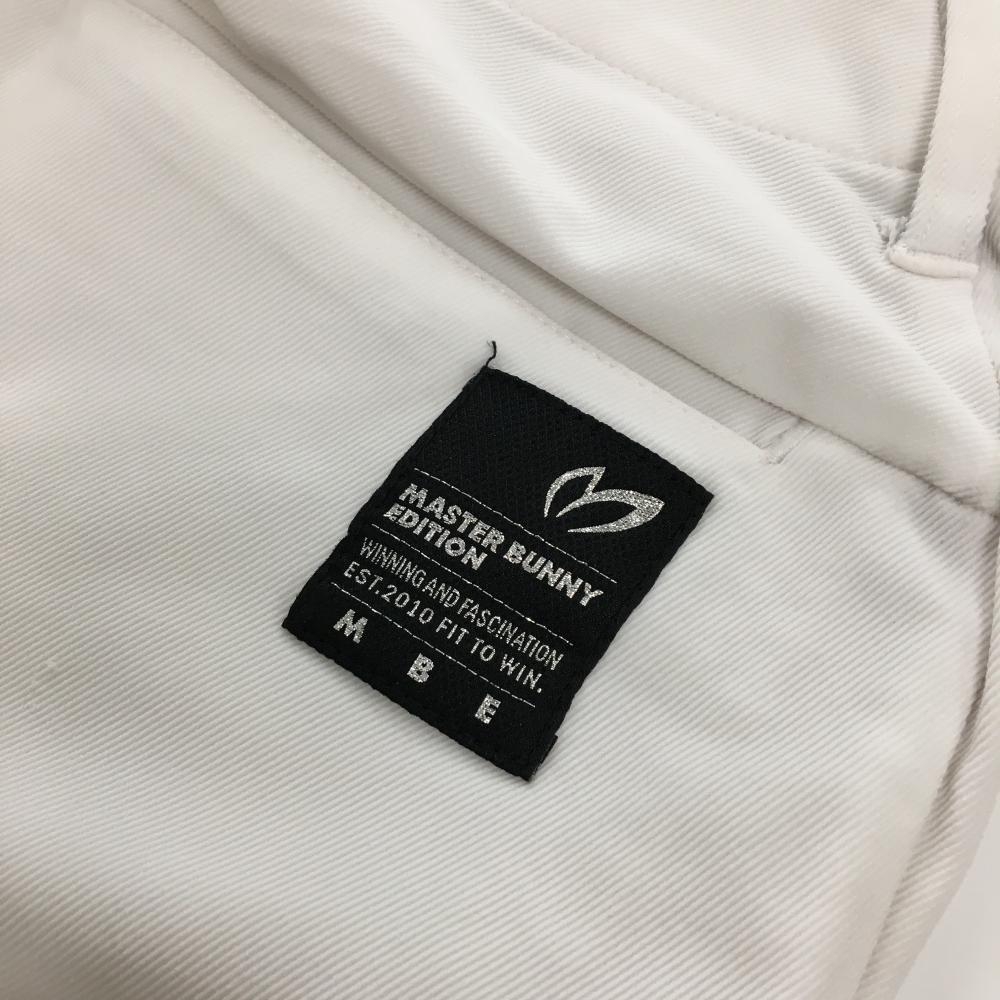 MASTER BUNNY
EDITION
WINNING AND FASCINATION
EST.2010 FIT TO WIN.
M B E